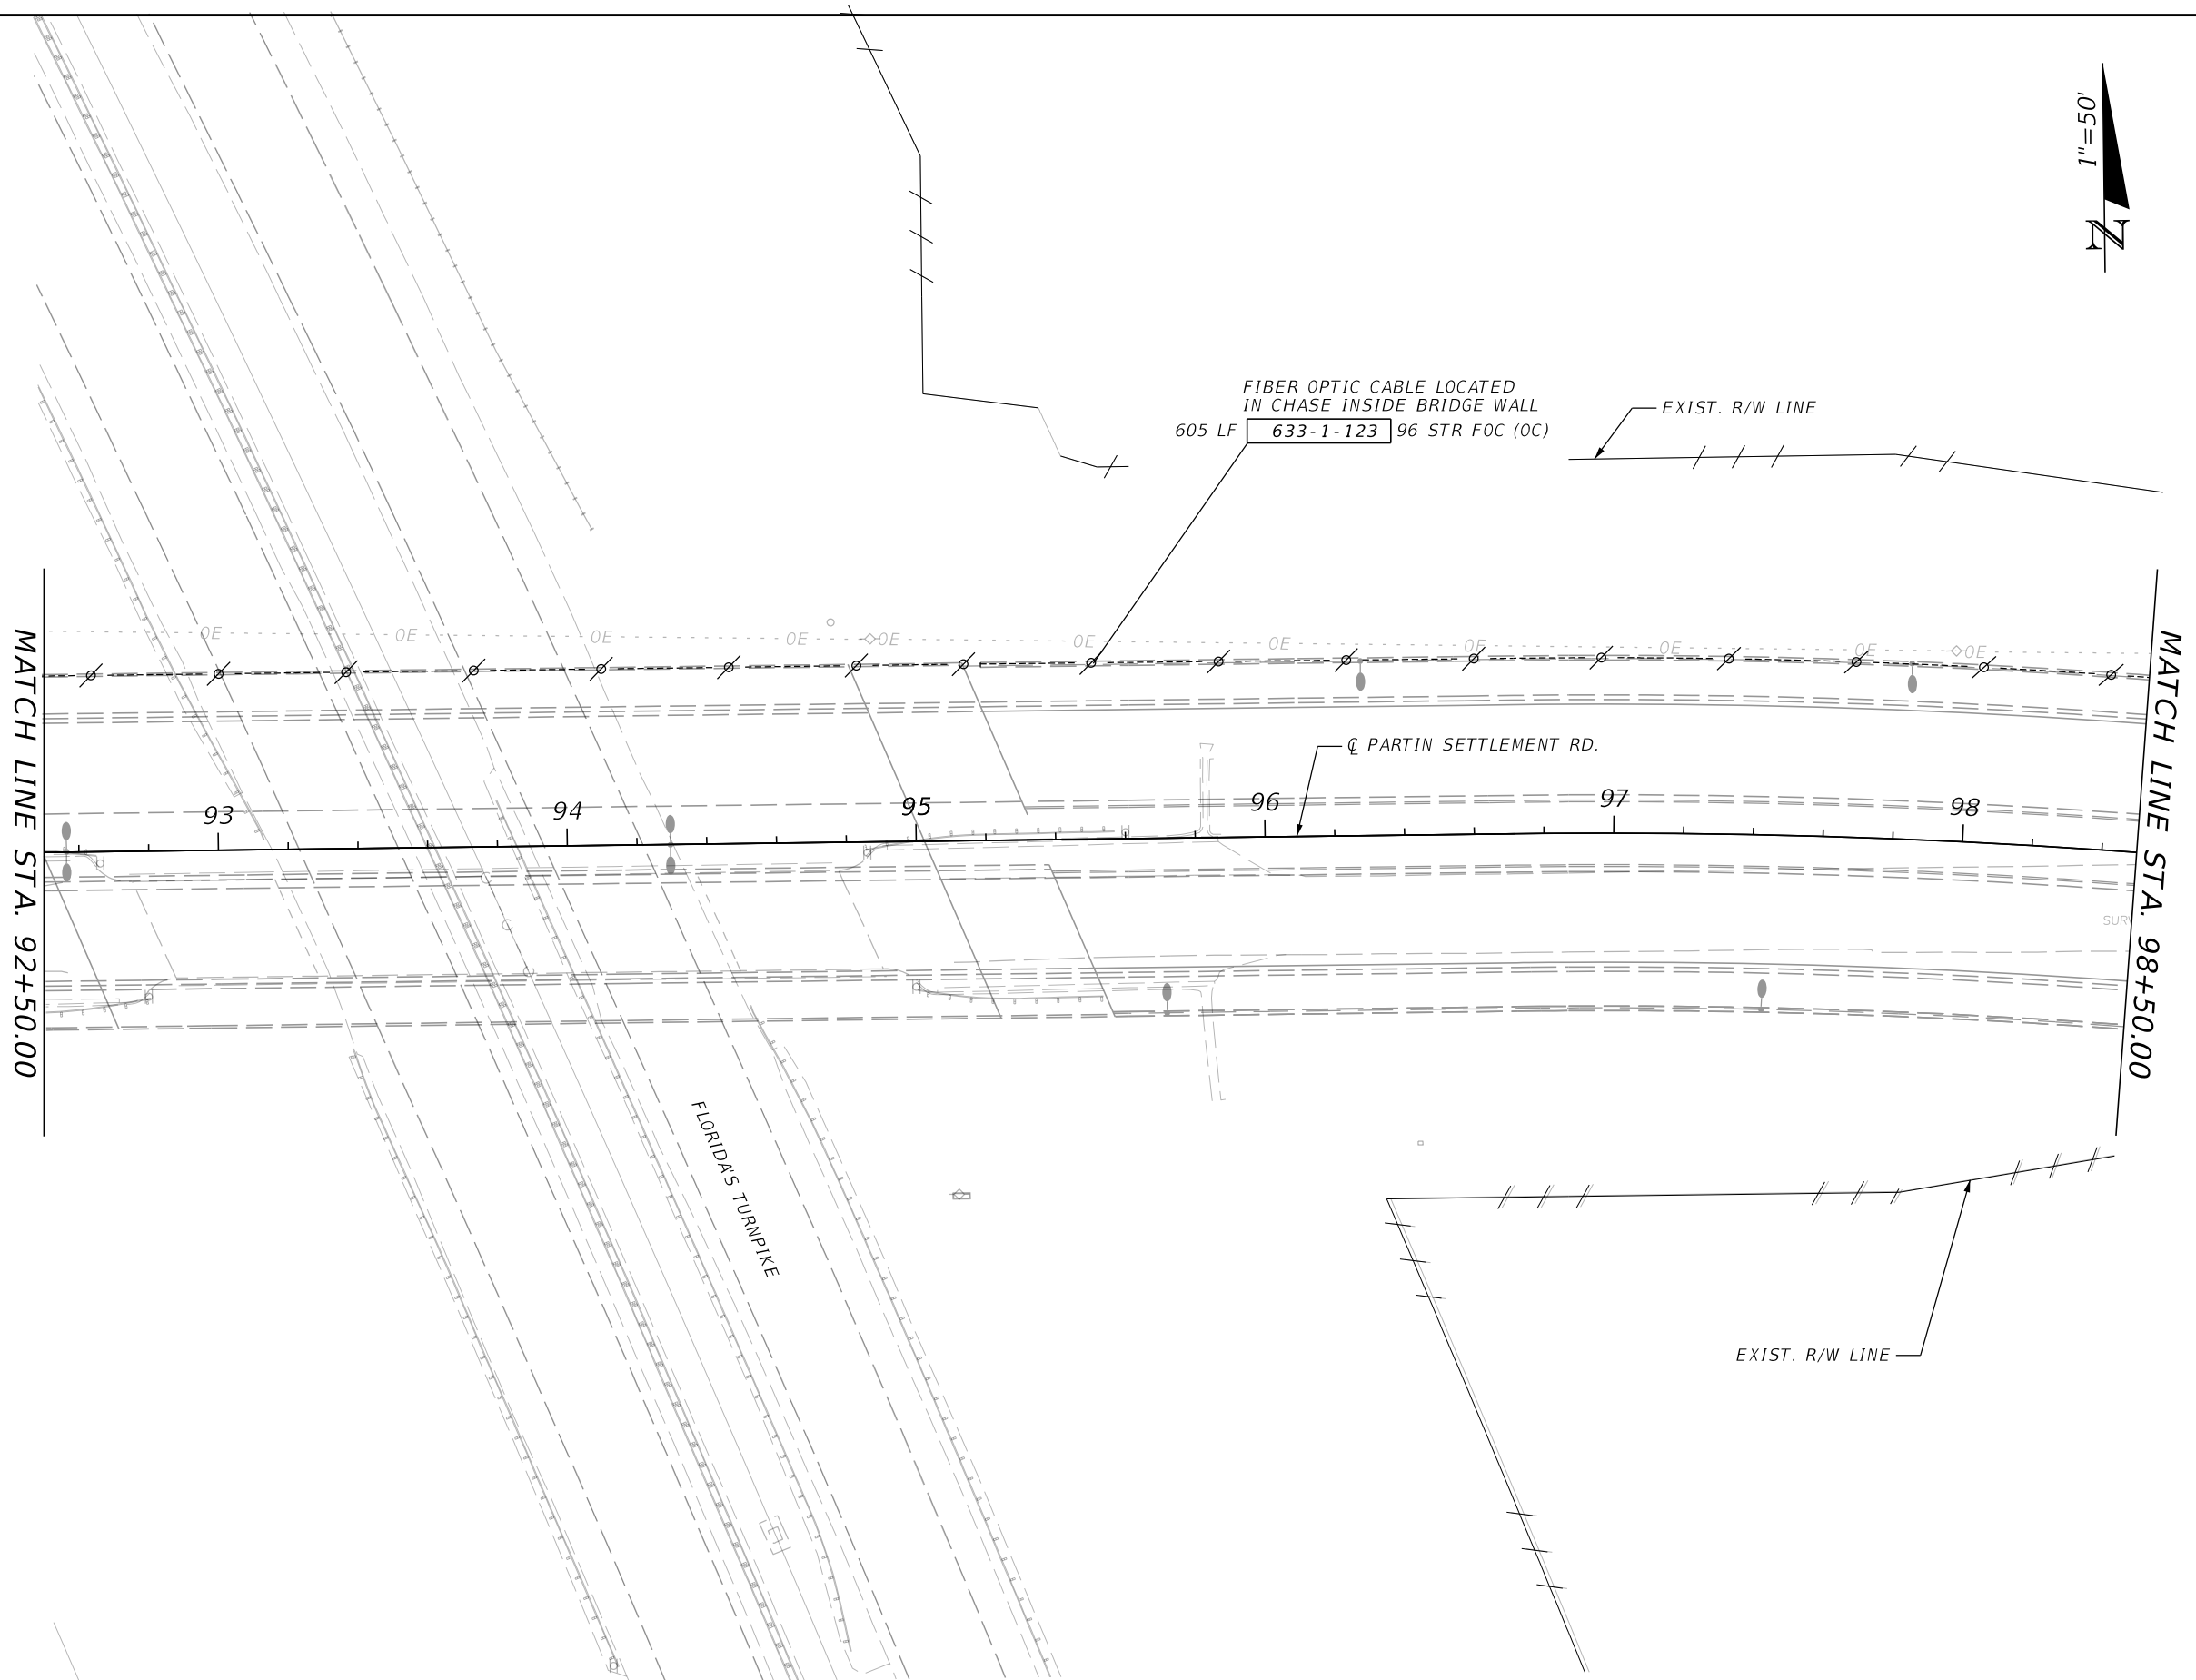 1"=50'
N
FIBER OPTIC CABLE LOCATED
IN CHASE INSIDE BRIDGE WALL
605 LF 633-1-123 96 STR FOC (OC)
EXIST. R/W LINE
OE OE OE OE OE OE OE OE OE OE OE
℄ PARTIN SETTLEMENT RD.
93 94 95 96 97 98
MATCH LINE STA. 92+50.00
MATCH LINE STA. 98+50.00
FLORIDA'S TURNPIKE
EXIST. R/W LINE